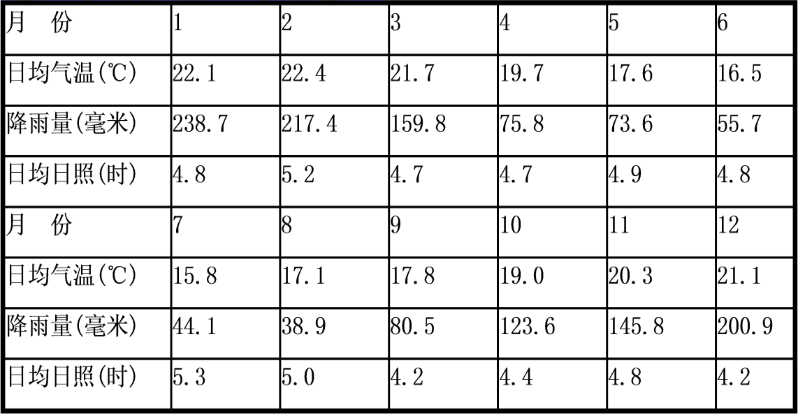 月 份 1 2 3 4 5 6
日均气温(℃) 22.1 22.4 21.7 19.7 17.6 16.5
降雨量(毫米) 238.7 217.4 159.8 75.8 73.6 55.7
日均日照(时) 4.8 5.2 4.7 4.7 4.9 4.8
月 份 7 8 9 10 11 12
日均气温(℃) 15.8 17.1 17.8 19.0 20.3 21.1
降雨量(毫米) 44.1 38.9 80.5 123.6 145.8 200.9
日均日照(时) 5.3 5.0 4.2 4.4 4.8 4.2